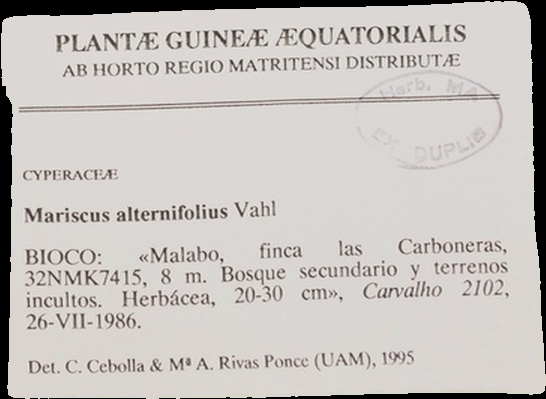 PLANTÆ GUINEÆ ÆQUATORIALIS
AB HORTO REGIO MATRITENSI DISTRIBUTÆ
Herb. MA
EX DUPLIS
CYPERACEÆ
Mariscus alternifolius Vahl
BIOCO: «Malabo, finca las Carboneras,
32NMK7415, 8 m. Bosque secundario y terrenos
incultos. Herbácea, 20-30 cm», Carvalho 2102,
26-VII-1986.
Det. C. Cebolla & Mª A. Rivas Ponce (UAM), 1995